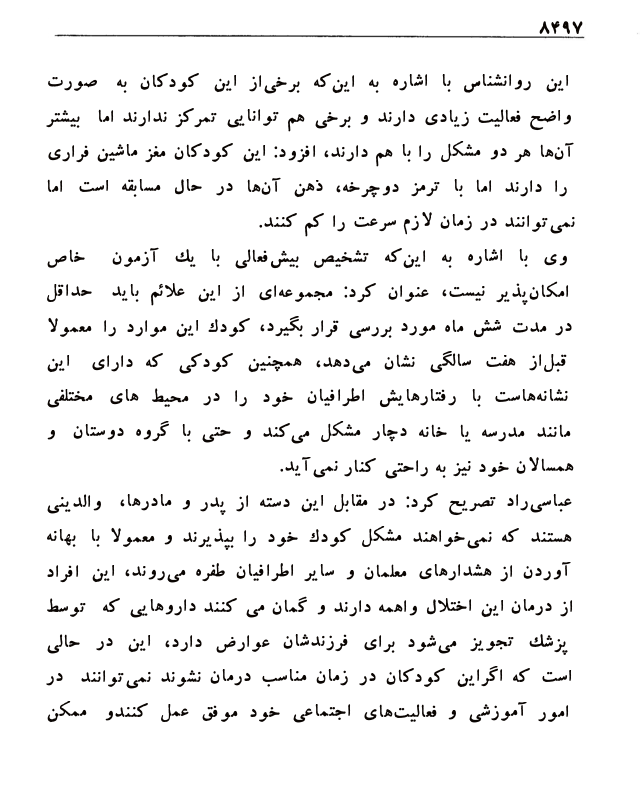 ۸۴۹۷
این روانشناس با اشاره به این‌که برخی‌از این کودکان به صورت
واضح فعالیت زیادی دارند و برخی هم توانایی تمرکز ندارند اما بیشتر
آن‌ها هر دو مشکل را با هم دارند، افزود: این کودکان مغز ماشین فراری
را دارند اما با ترمز دوچرخه، ذهن آن‌ها در حال مسابقه است اما
نمی‌توانند در زمان لازم سرعت را کم کنند.
وی با اشاره به این‌که تشخیص بیش‌فعالی با یك آزمون خاص
امکان‌پذیر نیست، عنوان کرد: مجموعه‌ای از این علائم باید حداقل
در مدت شش ماه مورد بررسی قرار بگیرد، کودك این موارد را معمولا
قبل‌از هفت سالگی نشان می‌دهد، همچنین کودکی که دارای این
نشانه‌هاست با رفتارهایش اطرافیان خود را در محیط های مختلفی
مانند مدرسه یا خانه دچار مشکل می‌کند و حتی با گروه دوستان و
همسالان خود نیز به راحتی کنار نمی‌آید.
عباسی‌راد تصریح کرد: در مقابل این دسته از پدر و مادرها، والدینی
هستند که نمی‌خواهند مشکل کودك خود را بپذیرند و معمولا با بهانه
آوردن از هشدارهای معلمان و سایر اطرافیان طفره می‌روند، این افراد
از درمان این اختلال واهمه دارند و گمان می کنند داروهایی که توسط
پزشك تجویز می‌شود برای فرزندشان عوارض دارد، این در حالی
است که اگراین کودکان در زمان مناسب درمان نشوند نمی‌توانند در
امور آموزشی و فعالیت‌های اجتماعی خود موفق عمل کنندو ممکن